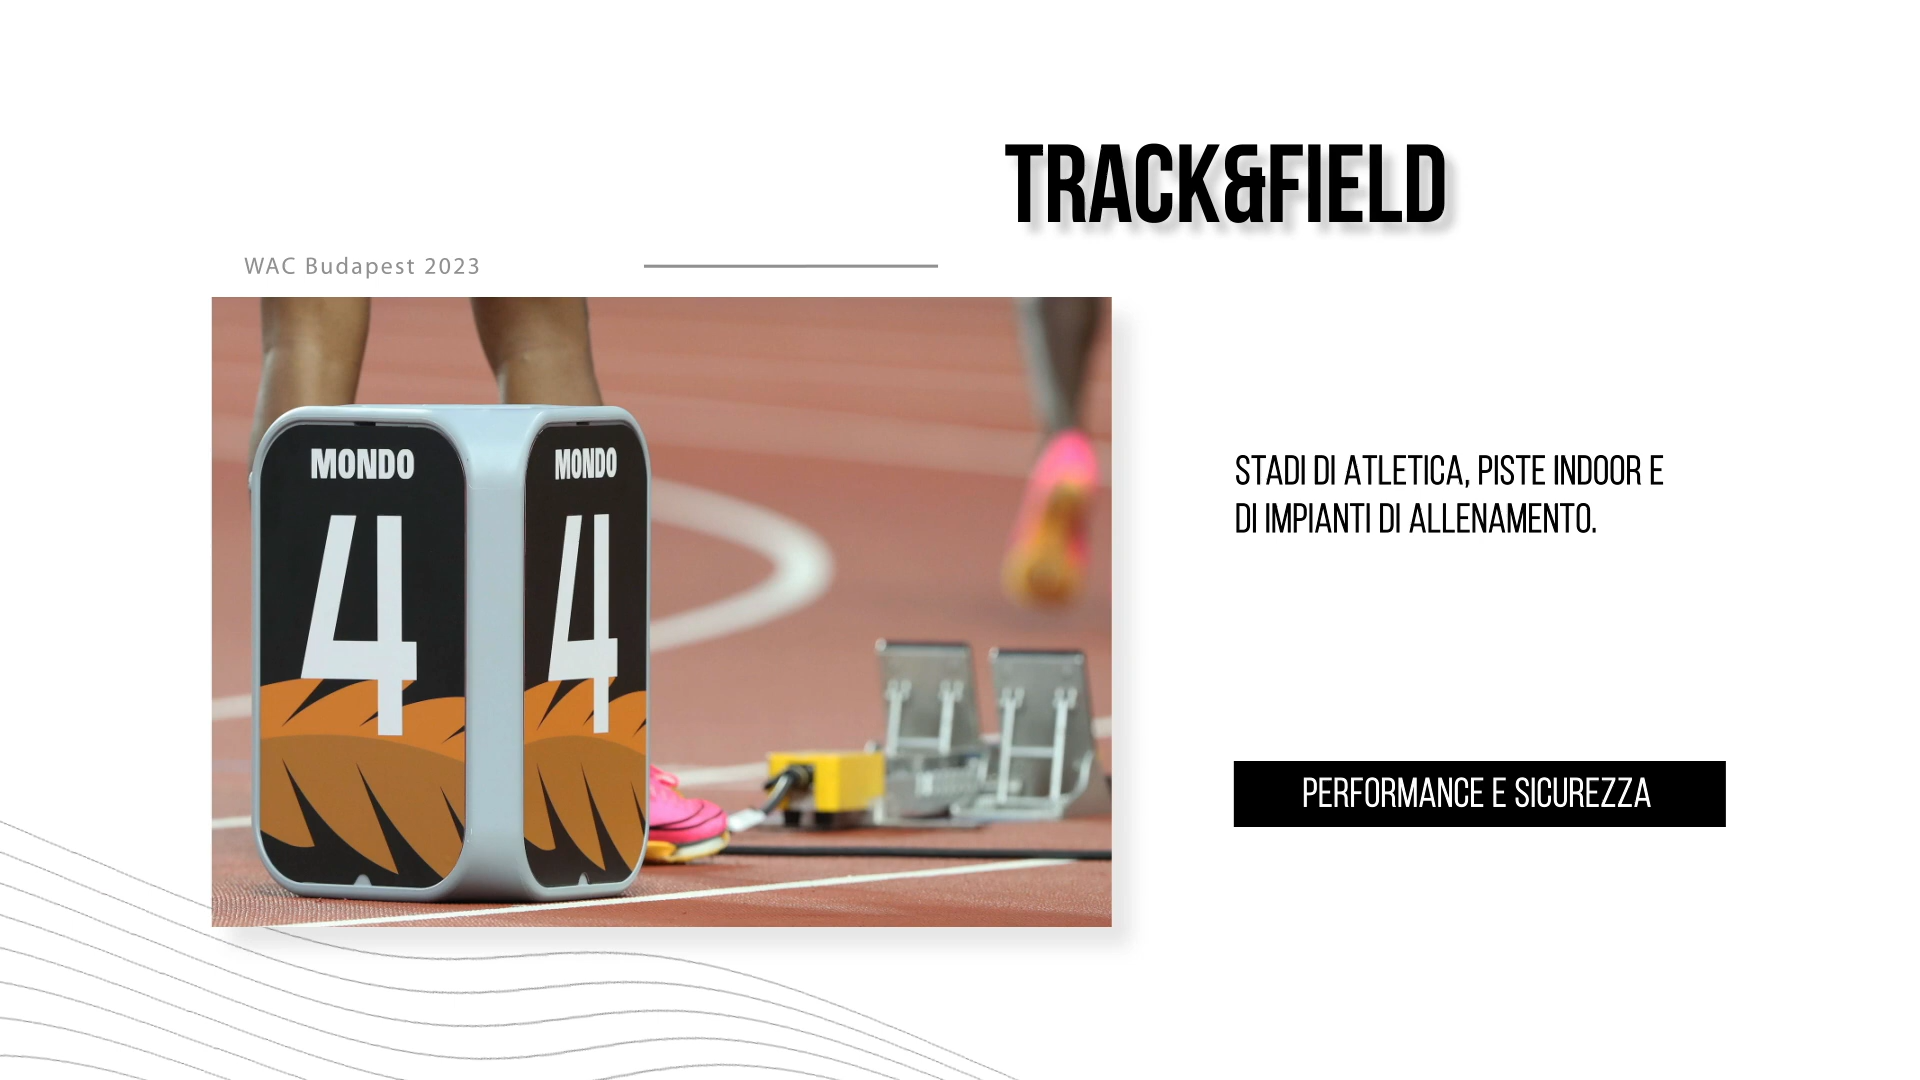 TRACK&FIELD
WAC Budapest 2023
MONDO
4
MONDO
4
STADI DI ATLETICA, PISTE INDOOR E
DI IMPIANTI DI ALLENAMENTO.
PERFORMANCE E SICUREZZA